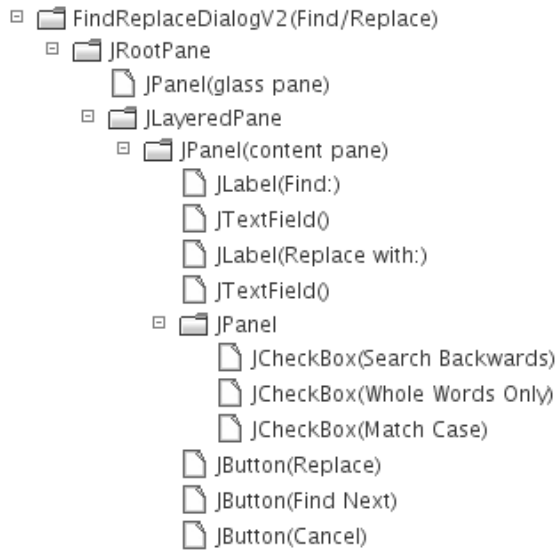 FindReplaceDialogV2(Find/Replace)
JRootPane
JPanel(glass pane)
JLayeredPane
JPanel(content pane)
JLabel(Find:)
JTextField()
JLabel(Replace with:)
JTextField()
JPanel
JCheckBox(Search Backwards)
JCheckBox(Whole Words Only)
JCheckBox(Match Case)
JButton(Replace)
JButton(Find Next)
JButton(Cancel)